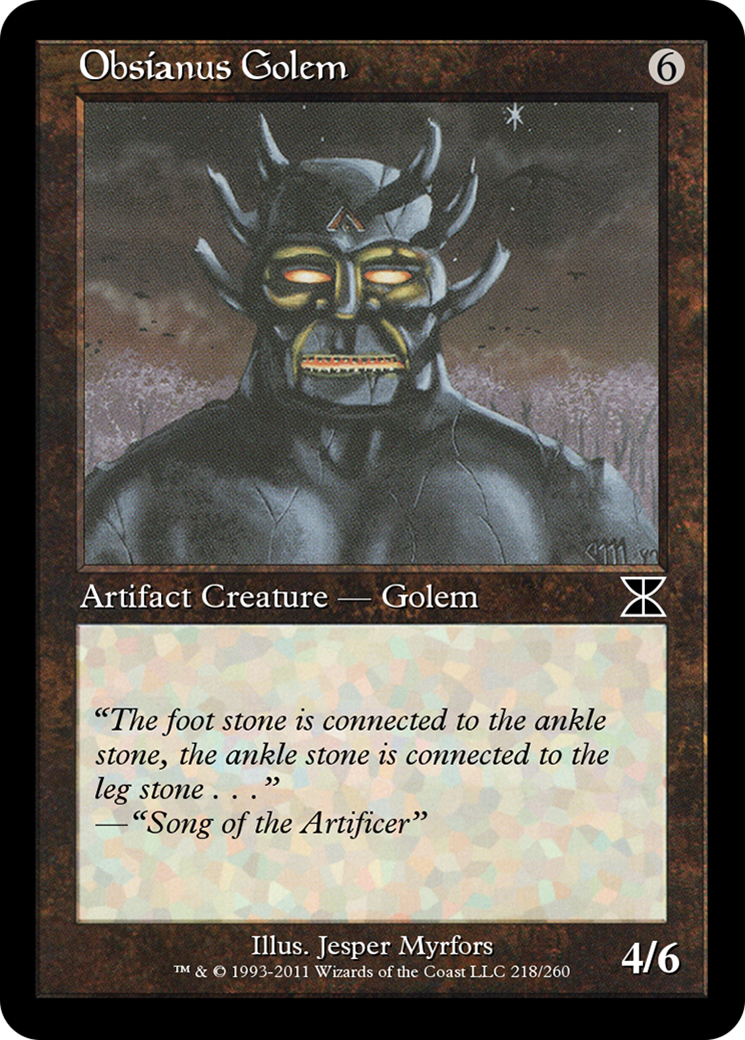 Obsianus Golem
6
Artifact Creature — Golem
“The foot stone is connected to the ankle
stone, the ankle stone is connected to the
leg stone . . .”
—“Song of the Artificer”
Illus. Jesper Myrfors
™ & © 1993-2011 Wizards of the Coast LLC 218/260
4/6